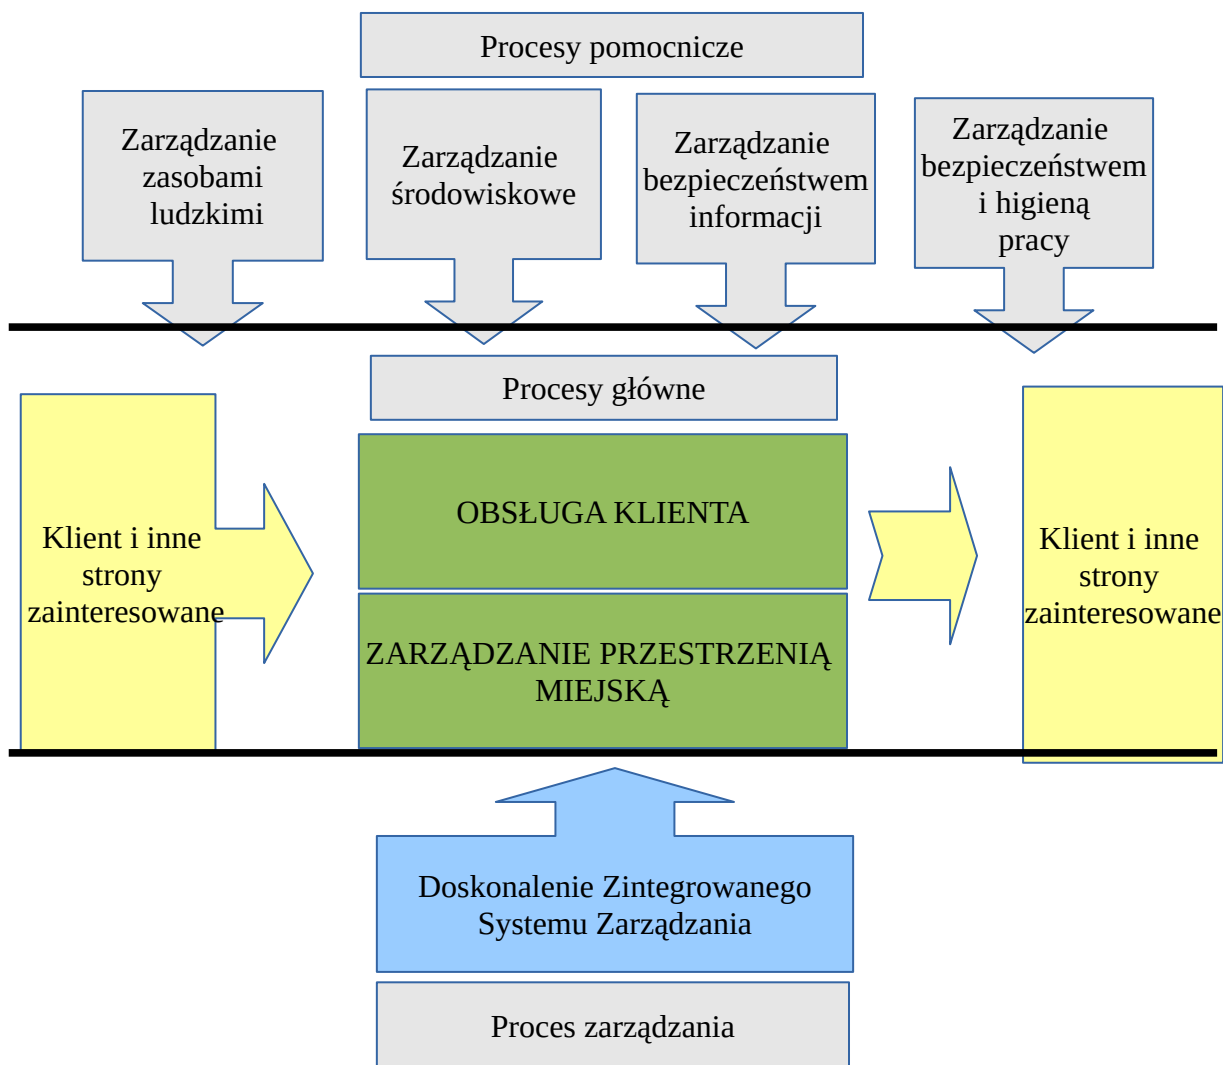 Procesy pomocnicze
Zarządzanie
zasobami
ludzkimi
Zarządzanie
środowiskowe
Zarządzanie
bezpieczeństwem
informacji
Zarządzanie
bezpieczeństwem
i higieną
pracy
Procesy główne
Klient i inne
strony
zainteresowane
OBSŁUGA KLIENTA
ZARZĄDZANIE PRZESTRZENIĄ
MIEJSKĄ
Klient i inne
strony
zainteresowane
Doskonalenie Zintegrowanego
Systemu Zarządzania
Proces zarządzania